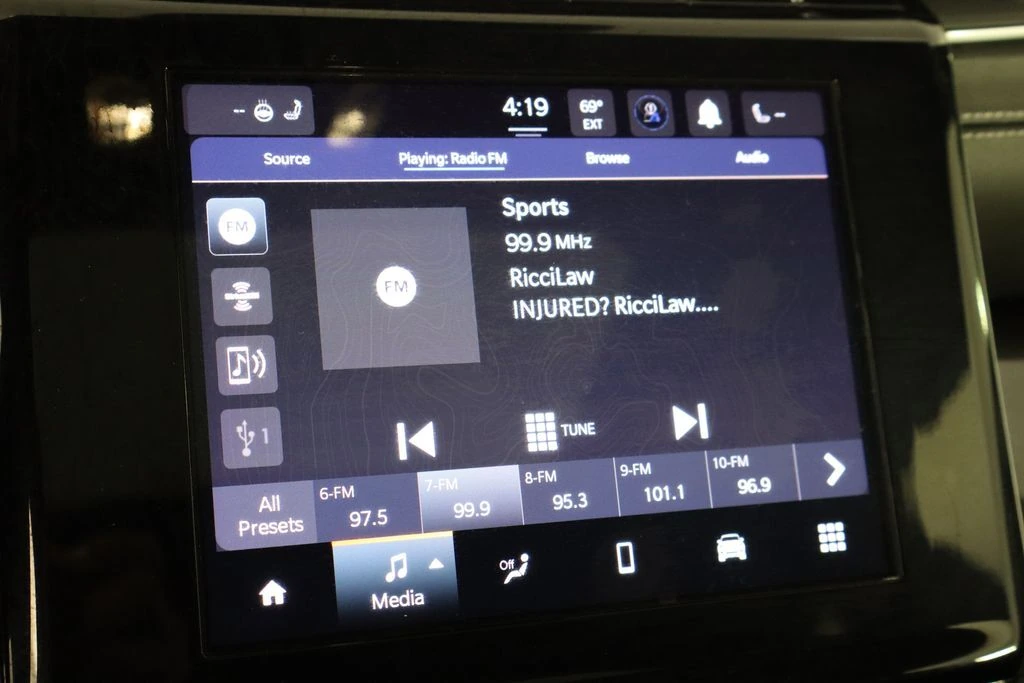 --
4:19
69°
EXT
-
Source
Playing: Radio FM
Browse
Audio
FM
FM
Sports
99.9 MHz
RicciLaw
INJURED? RicciLaw....
1
TUNE
All
Presets
6-FM
97.5
7-FM
99.9
8-FM
95.3
9-FM
101.1
10-FM
96.9
Media
Off